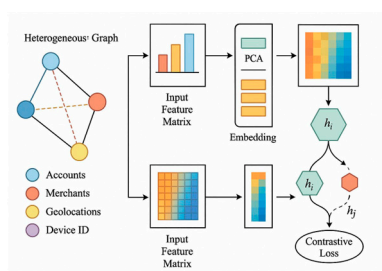 Heterogeneous: Graph
Accounts
Merchants
Geolocations
Device ID
Input
Feature
Matrix
PCA
Embedding
Input
Feature
Matrix
h_i
h_i
h_j
Contrastive
Loss